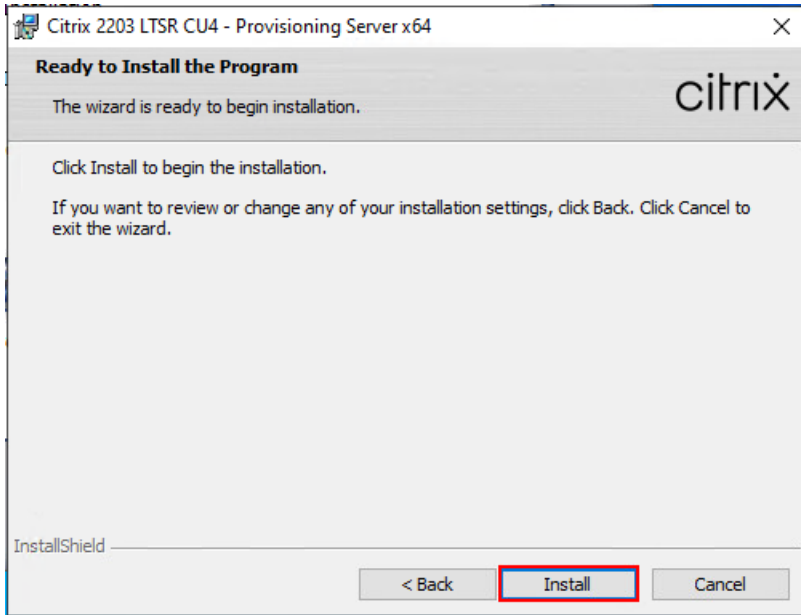 Citrix 2203 LTSR CU4 - Provisioning Server x64
Ready to Install the Program
The wizard is ready to begin installation.
citrix
Click Install to begin the installation.
If you want to review or change any of your installation settings, click Back. Click Cancel to
exit the wizard.
InstallShield
< Back
Install
Cancel